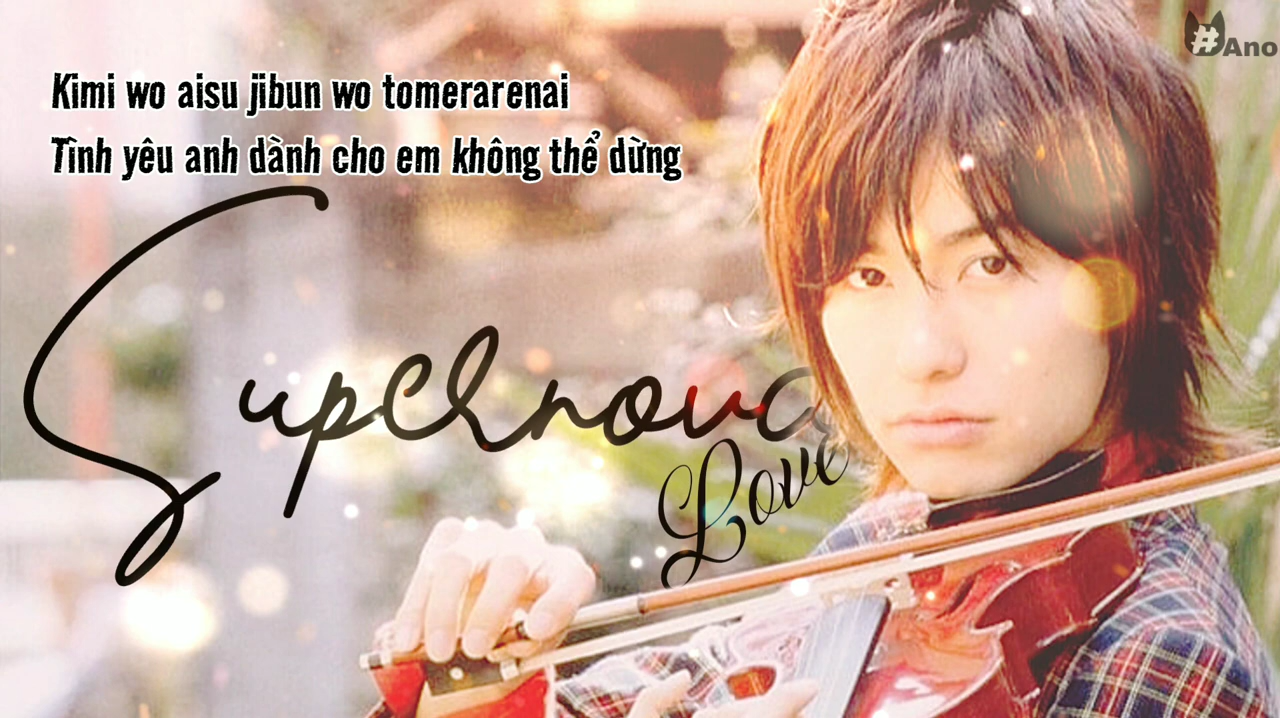 Kimi wo aisu jibun wo tomerarenai
Tình yêu anh dành cho em không thể dừng
Supernova
Love
#Ano